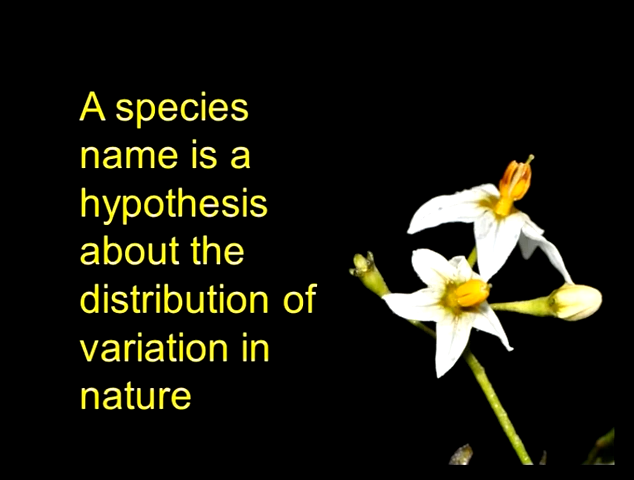 A species
name is a
hypothesis
about the
distribution of
variation in
nature